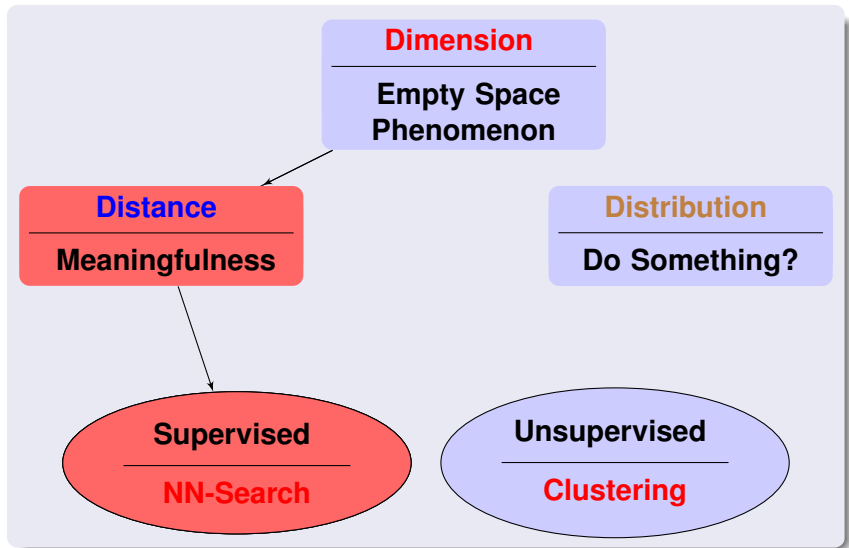 Dimension
Empty Space
Phenomenon
Distance
Meaningfulness
Distribution
Do Something?
Supervised
NN-Search
Unsupervised
Clustering